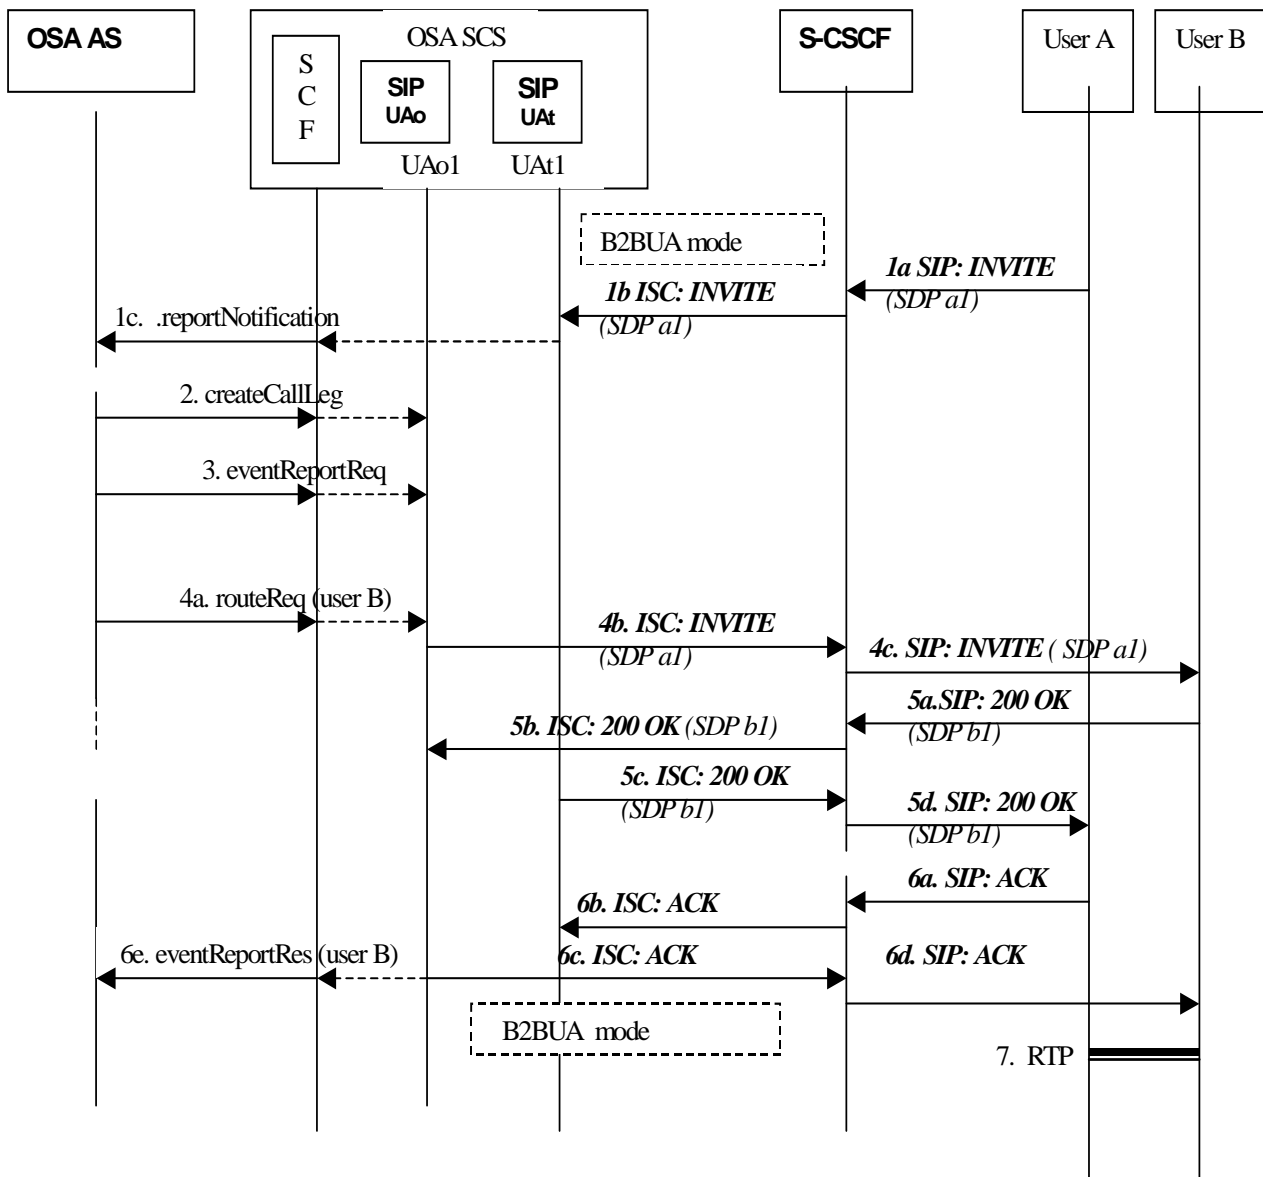 OSA AS
OSA SCS
S-CSCF
User A
User B
S
C
F
SIP
UAo
SIP
UAt
UAo1
UAt1
B2BUA mode
1a SIP: INVITE
(SDP a1)
1b ISC: INVITE
(SDP a1)
1c. .reportNotification
2. createCallLeg
3. eventReportReq
4a. routeReq (user B)
4b. ISC: INVITE
(SDP a1)
4c. SIP: INVITE ( SDP a1)
5a.SIP: 200 OK
(SDP b1)
5b. ISC: 200 OK (SDP b1)
5c. ISC: 200 OK
(SDP b1)
5d. SIP: 200 OK
(SDP b1)
6a. SIP: ACK
6b. ISC: ACK
6e. eventReportRes (user B)
6c. ISC: ACK
6d. SIP: ACK
B2BUA mode
7. RTP